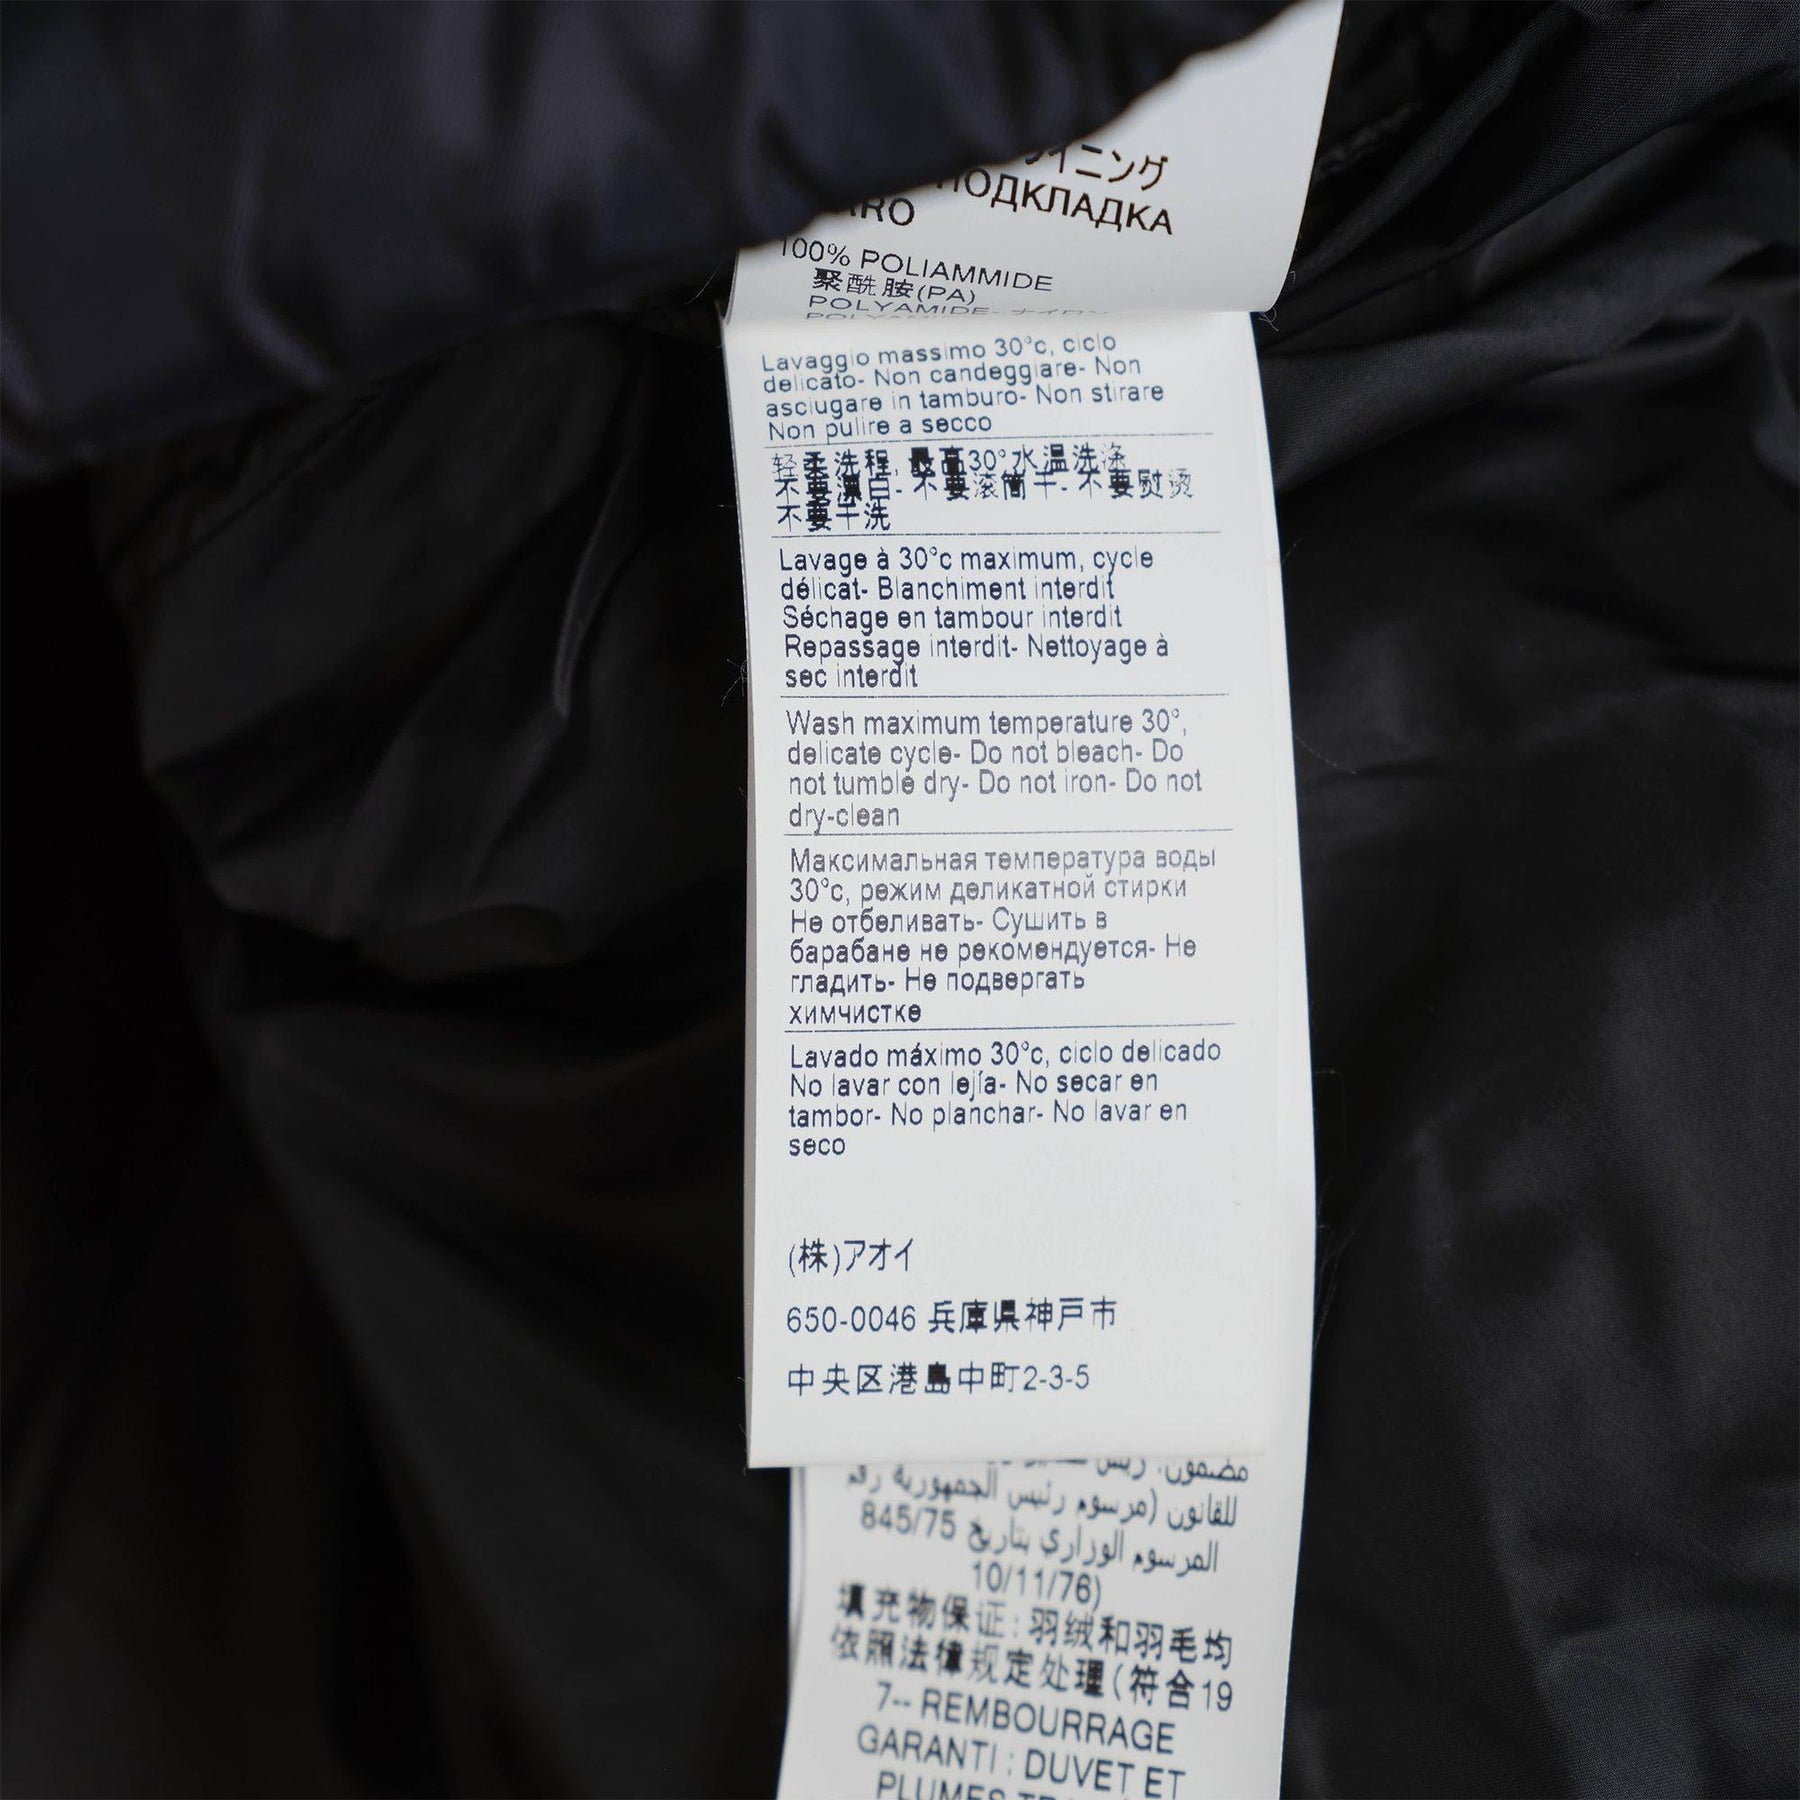 イニング
ПОДКЛАДКА
100% POLIAMMIDE
聚酰胺(PA)
POLYAMIDE- ナイロン
Lavaggio massimo 30°c, ciclo
delicato- Non candeggiare- Non
asciugare in tamburo- Non stirare
Non pulire a secco
轻柔洗程, 最高30°水温洗涤
不要漂白- 不要滚筒干- 不要熨烫
不要干洗
Lavage à 30°c maximum, cycle
délicat- Blanchiment interdit
Séchage en tambour interdit
Repassage interdit- Nettoyage à
sec interdit
Wash maximum temperature 30°,
delicate cycle- Do not bleach- Do
not tumble dry- Do not iron- Do not
dry-clean
Максимальная температура воды
30°c, режим деликатной стирки
Не отбеливать- Сушить в
барабане не рекомендуется- Не
гладить- Не подвергать
химчистке
Lavado máximo 30°c, ciclo delicado
No lavar con lejía- No secar en
tambor- No planchar- No lavar en
seco
(株)アオイ
650-0046 兵庫県神戸市
中央区港島中町2-3-5
مضمون: ريش
للقانون (مرسوم رئيس الجمهورية رقم
845/75 المرسوم الوزاري بتاريخ
10/11/76)
填充物保证: 羽绒和羽毛均
依照法律规定处理(符合19
7-- REMBOURRAGE
GARANTI : DUVET ET
PLUMES